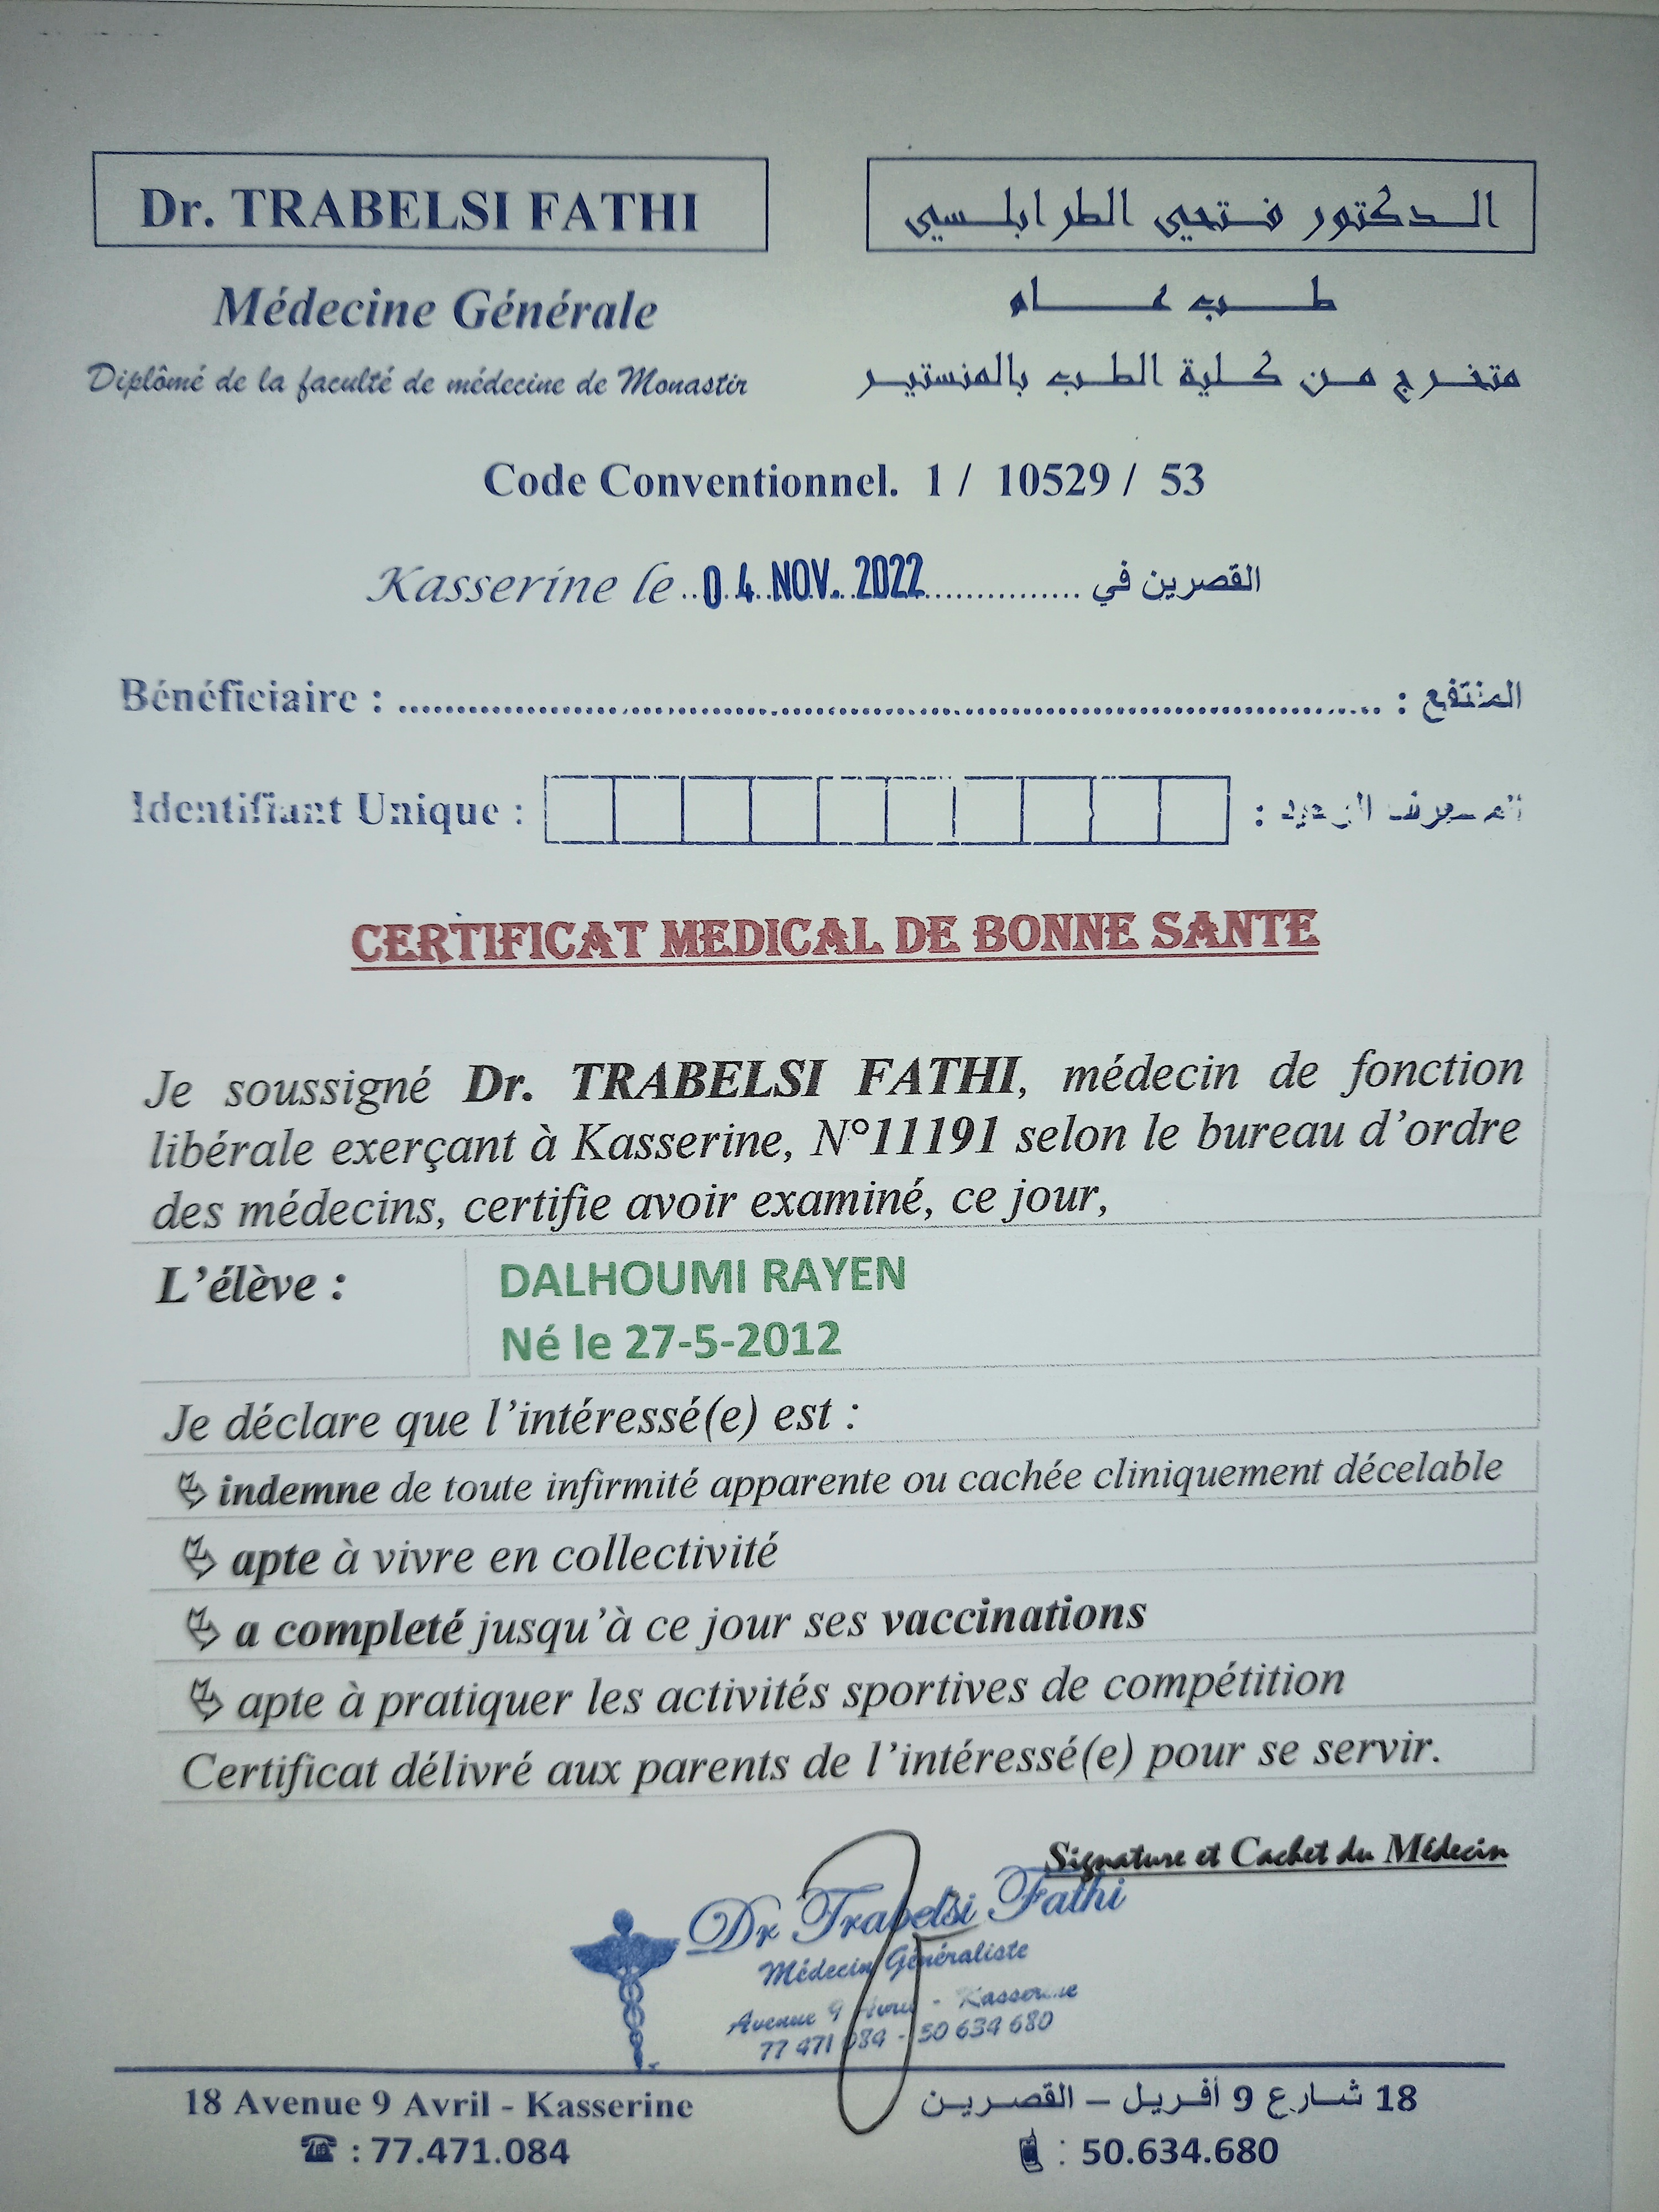 Dr. TRABELSI FATHI
الدكتور فتحي الطرابلسي
Médecine Générale
طب عام
Diplômé de la faculté de médecine de Monastir
متخرج من كلية الطب بالمنستير
Code Conventionnel. 1 / 10529 / 53
Kasserine le 04 NOV. 2022 القصرين في
Bénéficiaire : المنتفع :
Identifiant Unique :
CERTIFICAT MEDICAL DE BONNE SANTE
Je soussigné Dr. TRABELSI FATHI, médecin de fonction
libérale exerçant à Kasserine, N°11191 selon le bureau d'ordre
des médecins, certifie avoir examiné, ce jour,
L'élève : DALHOUMI RAYEN
Né le 27-5-2012
Je déclare que l'intéressé(e) est :
indemne de toute infirmité apparente ou cachée cliniquement décelable
apte à vivre en collectivité
a completé jusqu'à ce jour ses vaccinations
apte à pratiquer les activités sportives de compétition
Certificat délivré aux parents de l'intéressé(e) pour se servir.
Signature et Cachet du Médecin
Dr Trabelsi Fathi
Médecin Généraliste
Avenue 9 Avril - Kasserine
77 471 084 - 50 634 680
18 Avenue 9 Avril - Kasserine
18 شارع 9 أفريل – القصرين
: 77.471.084
: 50.634.680